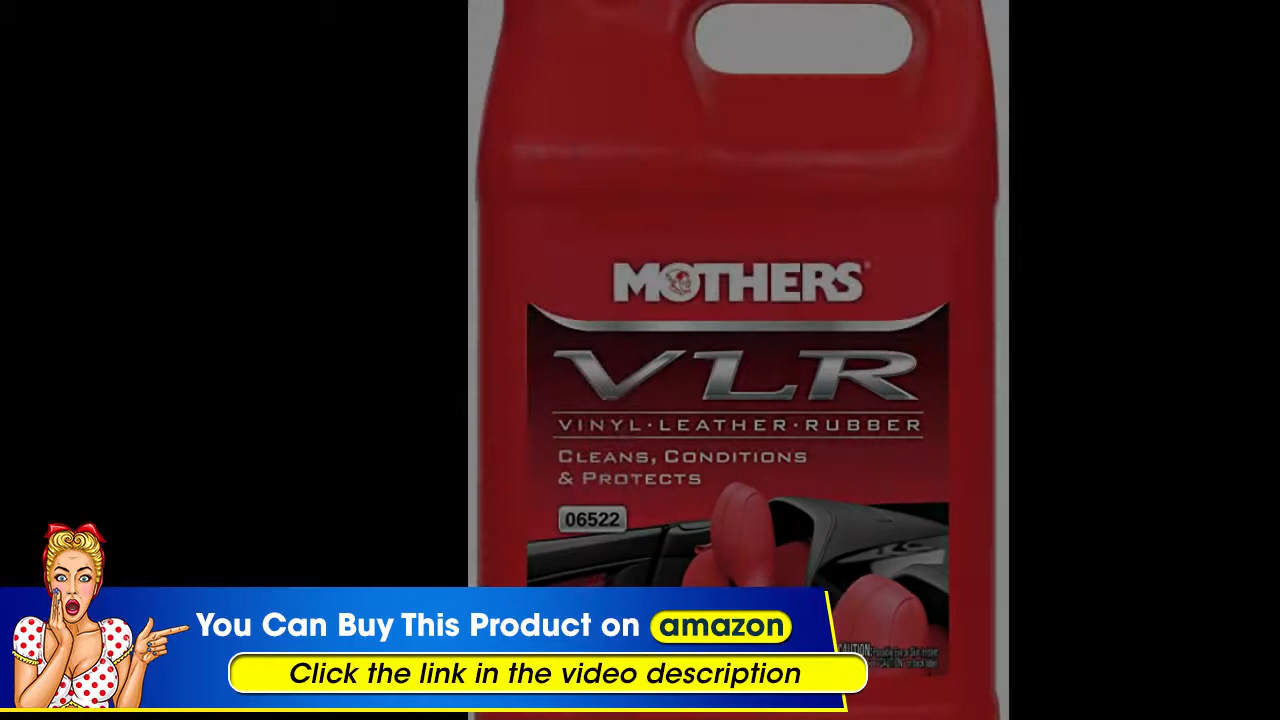 MOTHERS®
VLR
VINYL·LEATHER·RUBBER
CLEANS, CONDITIONS
& PROTECTS
06522
CAUTION:
You Can Buy This Product on amazon
Click the link in the video description